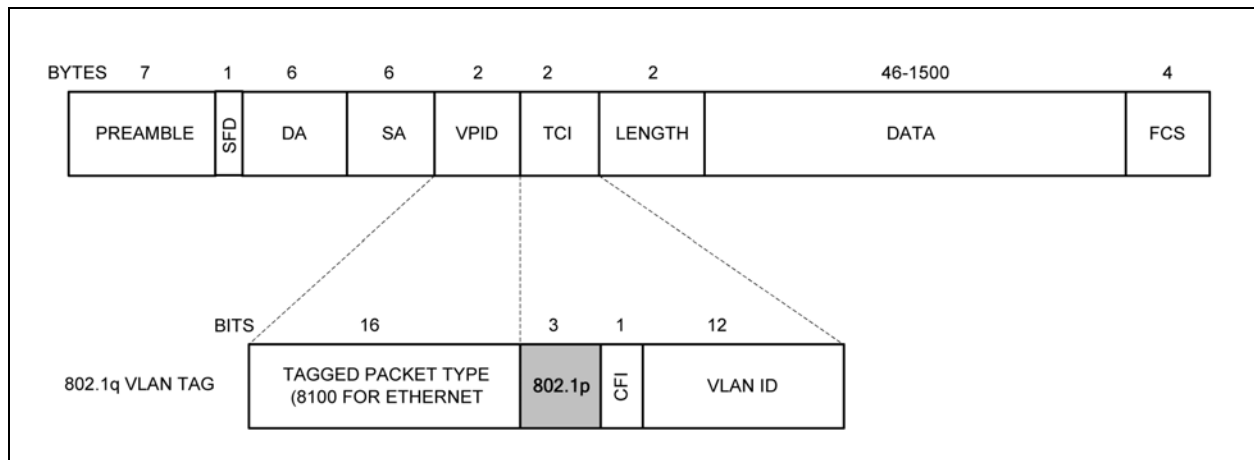 BYTES 7 1 6 6 2 2 2 46-1500 4
PREAMBLE SFD DA SA VPID TCI LENGTH DATA FCS
BITS 16 3 1 12
802.1q VLAN TAG
TAGGED PACKET TYPE
(8100 FOR ETHERNET
802.1p
CFI
VLAN ID